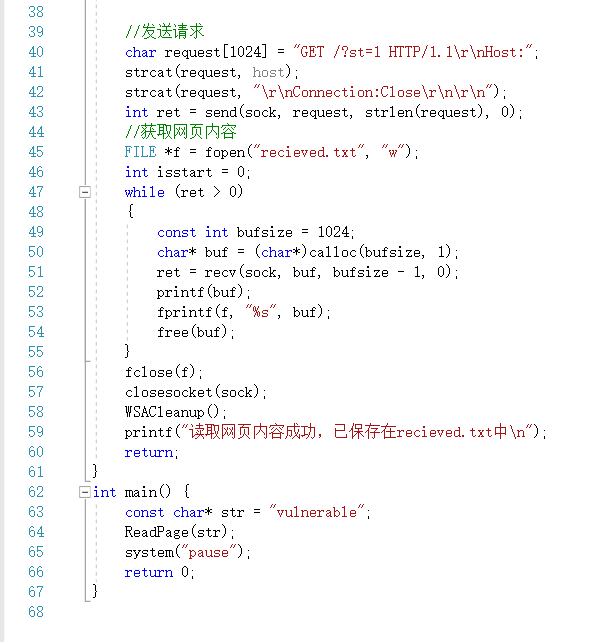 38
39 //发送请求
40 char request[1024] = "GET /?st=1 HTTP/1.1\r\nHost:";
41 strcat(request, host);
42 strcat(request, "\r\nConnection:Close\r\n\r\n");
43 int ret = send(sock, request, strlen(request), 0);
44 //获取网页内容
45 FILE *f = fopen("recieved.txt", "w");
46 int isstart = 0;
47 while (ret > 0)
48 {
49 const int bufsize = 1024;
50 char* buf = (char*)calloc(bufsize, 1);
51 ret = recv(sock, buf, bufsize - 1, 0);
52 printf(buf);
53 fprintf(f, "%s", buf);
54 free(buf);
55 }
56 fclose(f);
57 closesocket(sock);
58 WSACleanup();
59 printf("读取网页内容成功，已保存在recieved.txt中\n");
60 return;
61 }
62 int main() {
63 const char* str = "vulnerable";
64 ReadPage(str);
65 system("pause");
66 return 0;
67 }
68